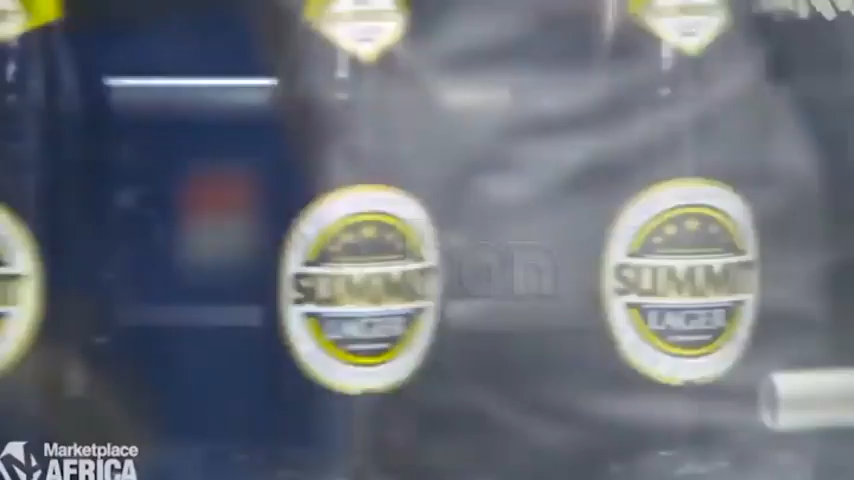 SUMMIT
LAGER
SUMMIT
LAGER
Marketplace
AFRICA